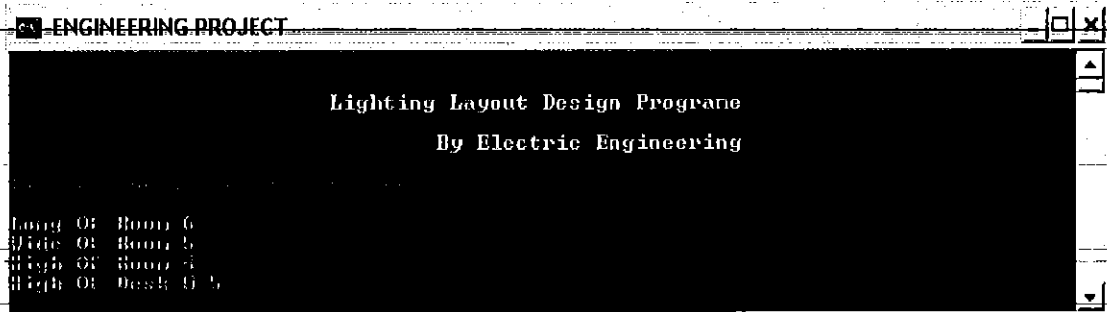 ENGINEERING PROJECT
Lighting Layout Design Programe
By Electric Engineering
Long Of Room 6
Wide Of Room 5
High Of Room 4
High Of Desk 0.5